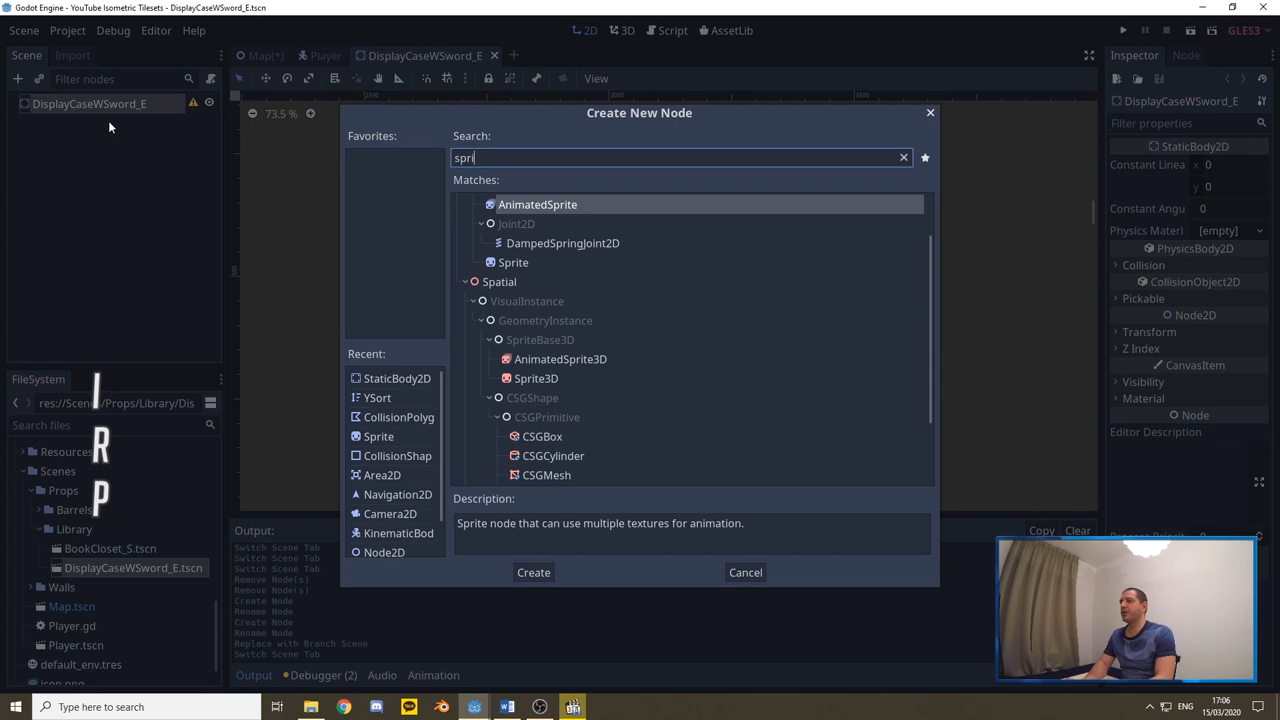 Godot Engine - YouTube Isometric Tilesets - DisplayCaseWSword_E.tscn
Scene Project Debug Editor Help
2D 3D Script AssetLib
GLES3
Scene Import
Map(*) Player DisplayCaseWSword_E
Inspector Node
Filter nodes
View
DisplayCaseWSword_E
73.5 %
2500
3000
3500
500
Create New Node
Favorites:
Search:
spri
Matches:
AnimatedSprite
Joint2D
DampedSpringJoint2D
Sprite
Spatial
VisualInstance
GeometryInstance
SpriteBase3D
AnimatedSprite3D
Sprite3D
CSGShape
CSGPrimitive
CSGBox
CSGCylinder
CSGMesh
Recent:
StaticBody2D
YSort
CollisionPolyg
Sprite
CollisionShap
Area2D
Navigation2D
Camera2D
KinematicBod
Node2D
Description:
Sprite node that can use multiple textures for animation.
Create Cancel
DisplayCaseWSword_E
Filter properties
StaticBody2D
Constant Linea x 0
y 0
Constant Angu 0
Physics Materi [empty]
PhysicsBody2D
Collision
CollisionObject2D
Pickable
Node2D
Transform
Z Index
CanvasItem
Visibility
Material
Node
Editor Description
FileSystem
res://Scenes/Props/Library/Dis
Search files
Resources
Scenes
Props
Barrels
Library
BookCloset_S.tscn
DisplayCaseWSword_E.tscn
Walls
Map.tscn
Player.gd
Player.tscn
default_env.tres
I
R
P
Output:
Copy Clear
Switch Scene Tab
Switch Scene Tab
Switch Scene Tab
Remove Node(s)
Remove Node(s)
Create Node
Rename Node
Create Node
Rename Node
Replace with Branch Scene
Switch Scene Tab
Output Debugger (2) Audio Animation
Type here to search
ENG
17:06
15/03/2020